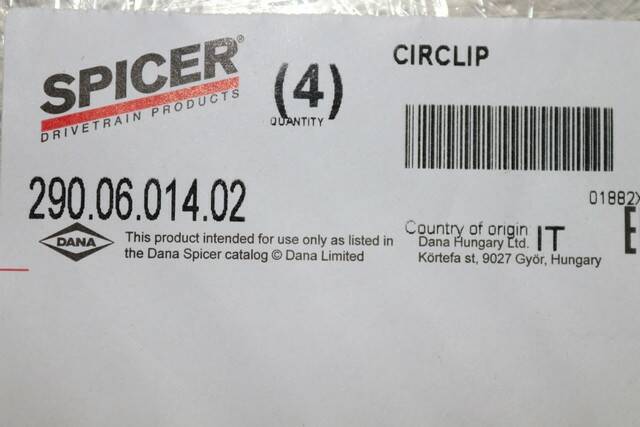 SPICER®
DRIVETRAIN PRODUCTS
(4)
QUANTITY
CIRCLIP
290.06.014.02
01882X
DANA
This product intended for use only as listed in
the Dana Spicer catalog © Dana Limited
Country of origin IT
Dana Hungary Ltd.
Körtefa st, 9027 Győr, Hungary
E